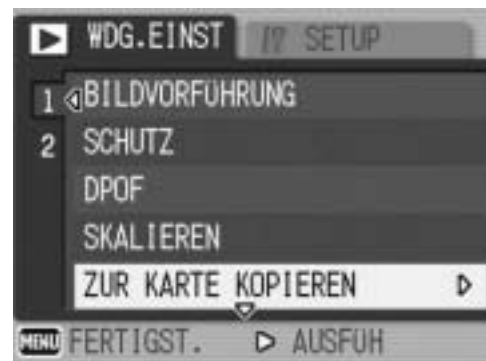 WDG.EINST SETUP
1 BILDVORFÜHRUNG
2 SCHUTZ
DPOF
SKALIEREN
ZUR KARTE KOPIEREN
MENU FERTIGST. AUSFÜH